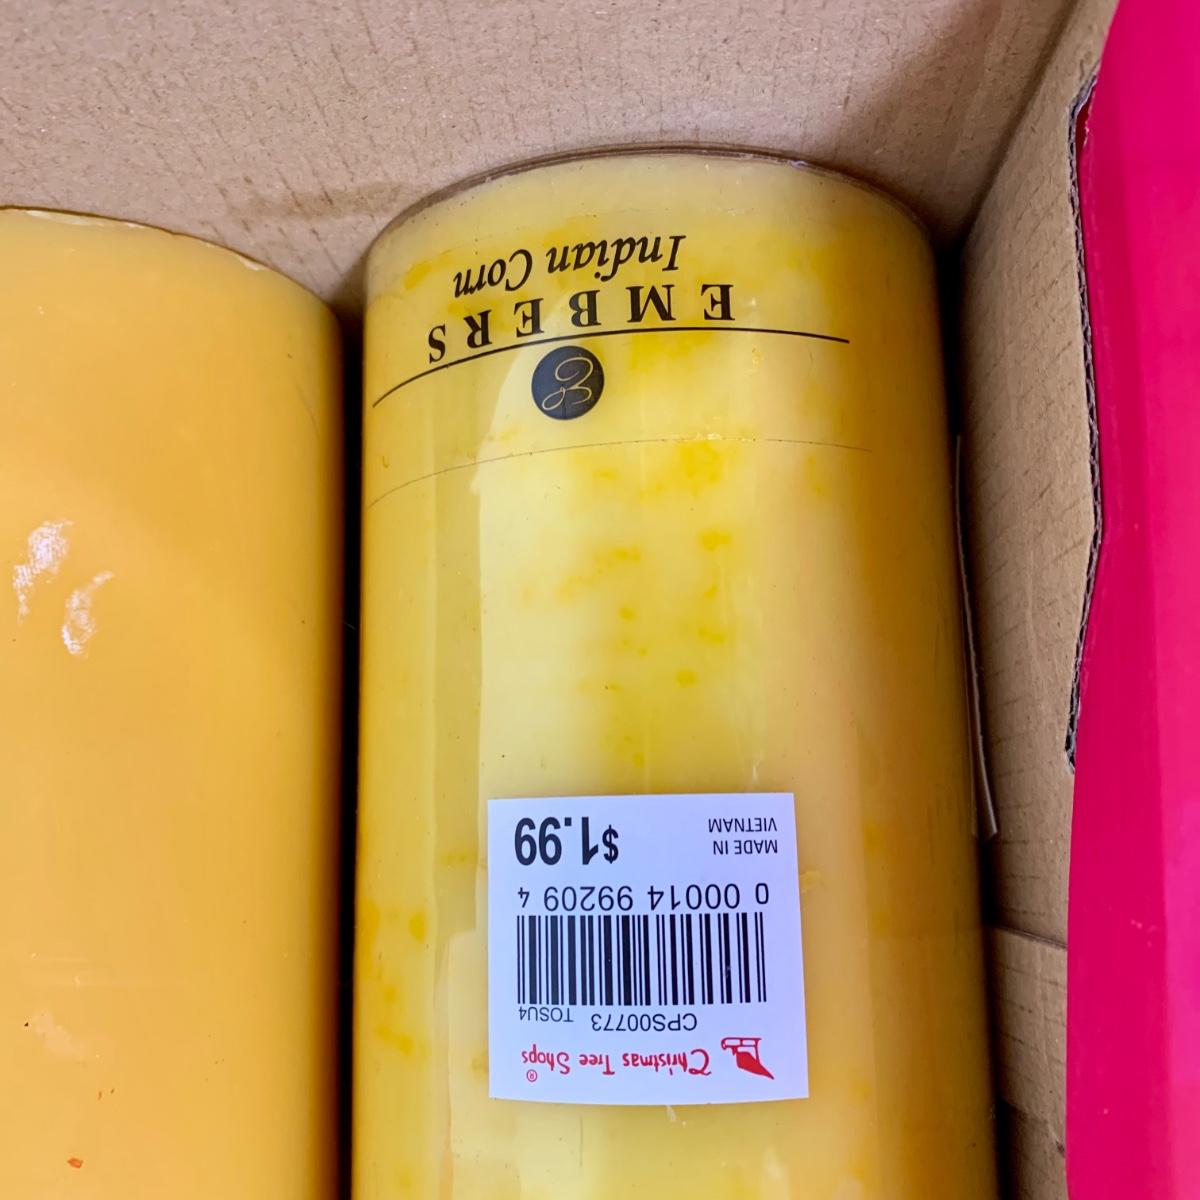 Christmas Tree Shops®
CPS00773 TOSU4
0 00014 99209 4
MADE IN
VIETNAM
$1.99
E
EMBERS
Indian Corn